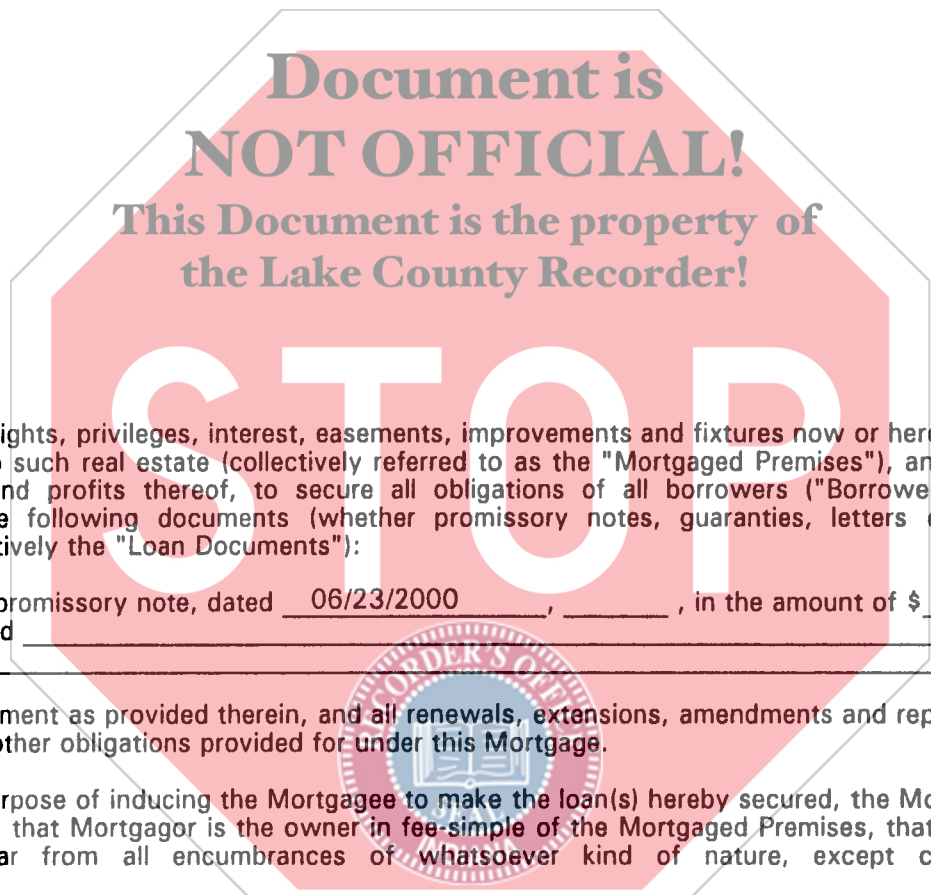 Document is
NOT OFFICIAL!
This Document is the property of
the Lake County Recorder!
STOP
ights, privileges, interest, easements, improvements and fixtures now or her
such real estate (collectively referred to as the "Mortgaged Premises"), an
nd profits thereof, to secure all obligations of all borrowers ("Borrowe
e following documents (whether promissory notes, guaranties, letters
tively the "Loan Documents"):
promissory note, dated 06/23/2000 , , in the amount of $
d
RECORDER'S OFFICE
ment as provided therein, and all renewals, extensions, amendments and rep
other obligations provided for under this Mortgage.
SEAL
INDIANA
rpose of inducing the Mortgagee to make the loan(s) hereby secured, the Mo
that Mortgagor is the owner in fee-simple of the Mortgaged Premises, that
ar from all encumbrances of whatsoever kind of nature, except c